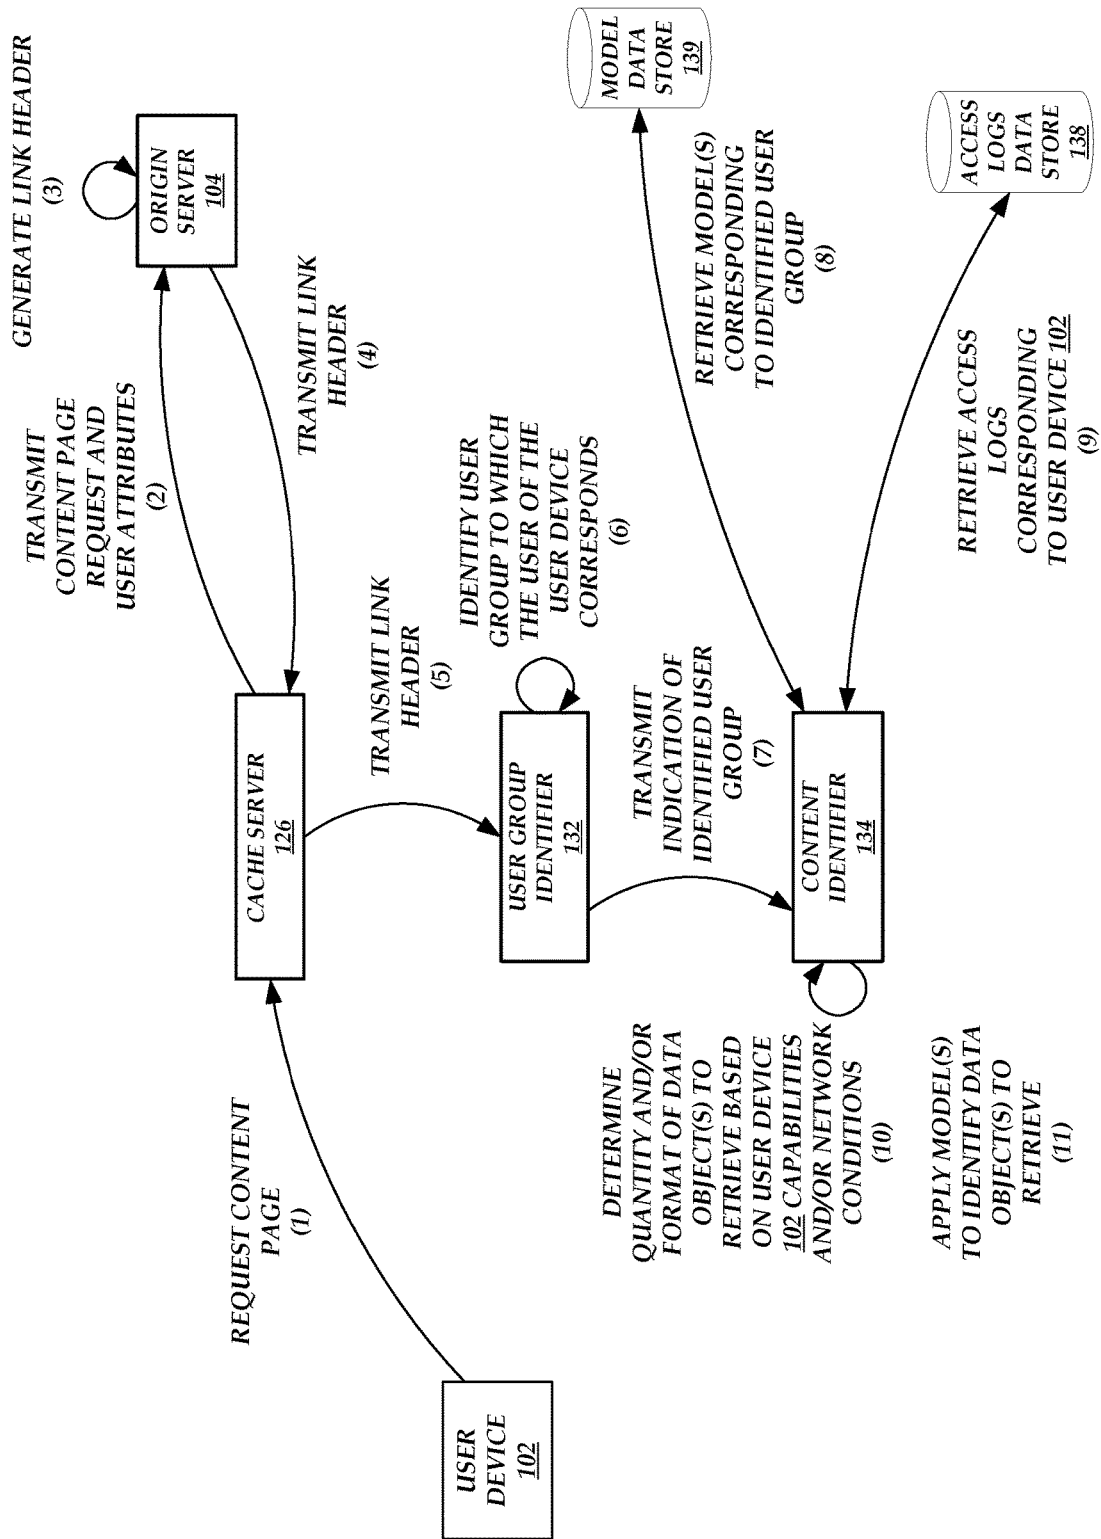 USER
DEVICE
102
REQUEST CONTENT
PAGE
(1)
CACHE SERVER
126
TRANSMIT
CONTENT PAGE
REQUEST AND
USER ATTRIBUTES
(2)
GENERATE LINK HEADER
(3)
ORIGIN
SERVER
104
TRANSMIT LINK
HEADER
(4)
TRANSMIT LINK
HEADER
(5)
USER GROUP
IDENTIFIER
132
IDENTIFY USER
GROUP TO WHICH
THE USER OF THE
USER DEVICE
CORRESPONDS
(6)
TRANSMIT
INDICATION OF
IDENTIFIED USER
GROUP
(7)
CONTENT
IDENTIFIER
134
RETRIEVE MODEL(S)
CORRESPONDING
TO IDENTIFIED USER
GROUP
(8)
MODEL
DATA
STORE
139
RETRIEVE ACCESS
LOGS
CORRESPONDING
TO USER DEVICE 102
(9)
ACCESS
LOGS
DATA
STORE
138
DETERMINE
QUANTITY AND/OR
FORMAT OF DATA
OBJECT(S) TO
RETRIEVE BASED
ON USER DEVICE
102 CAPABILITIES
AND/OR NETWORK
CONDITIONS
(10)
APPLY MODEL(S)
TO IDENTIFY DATA
OBJECT(S) TO
RETRIEVE
(11)